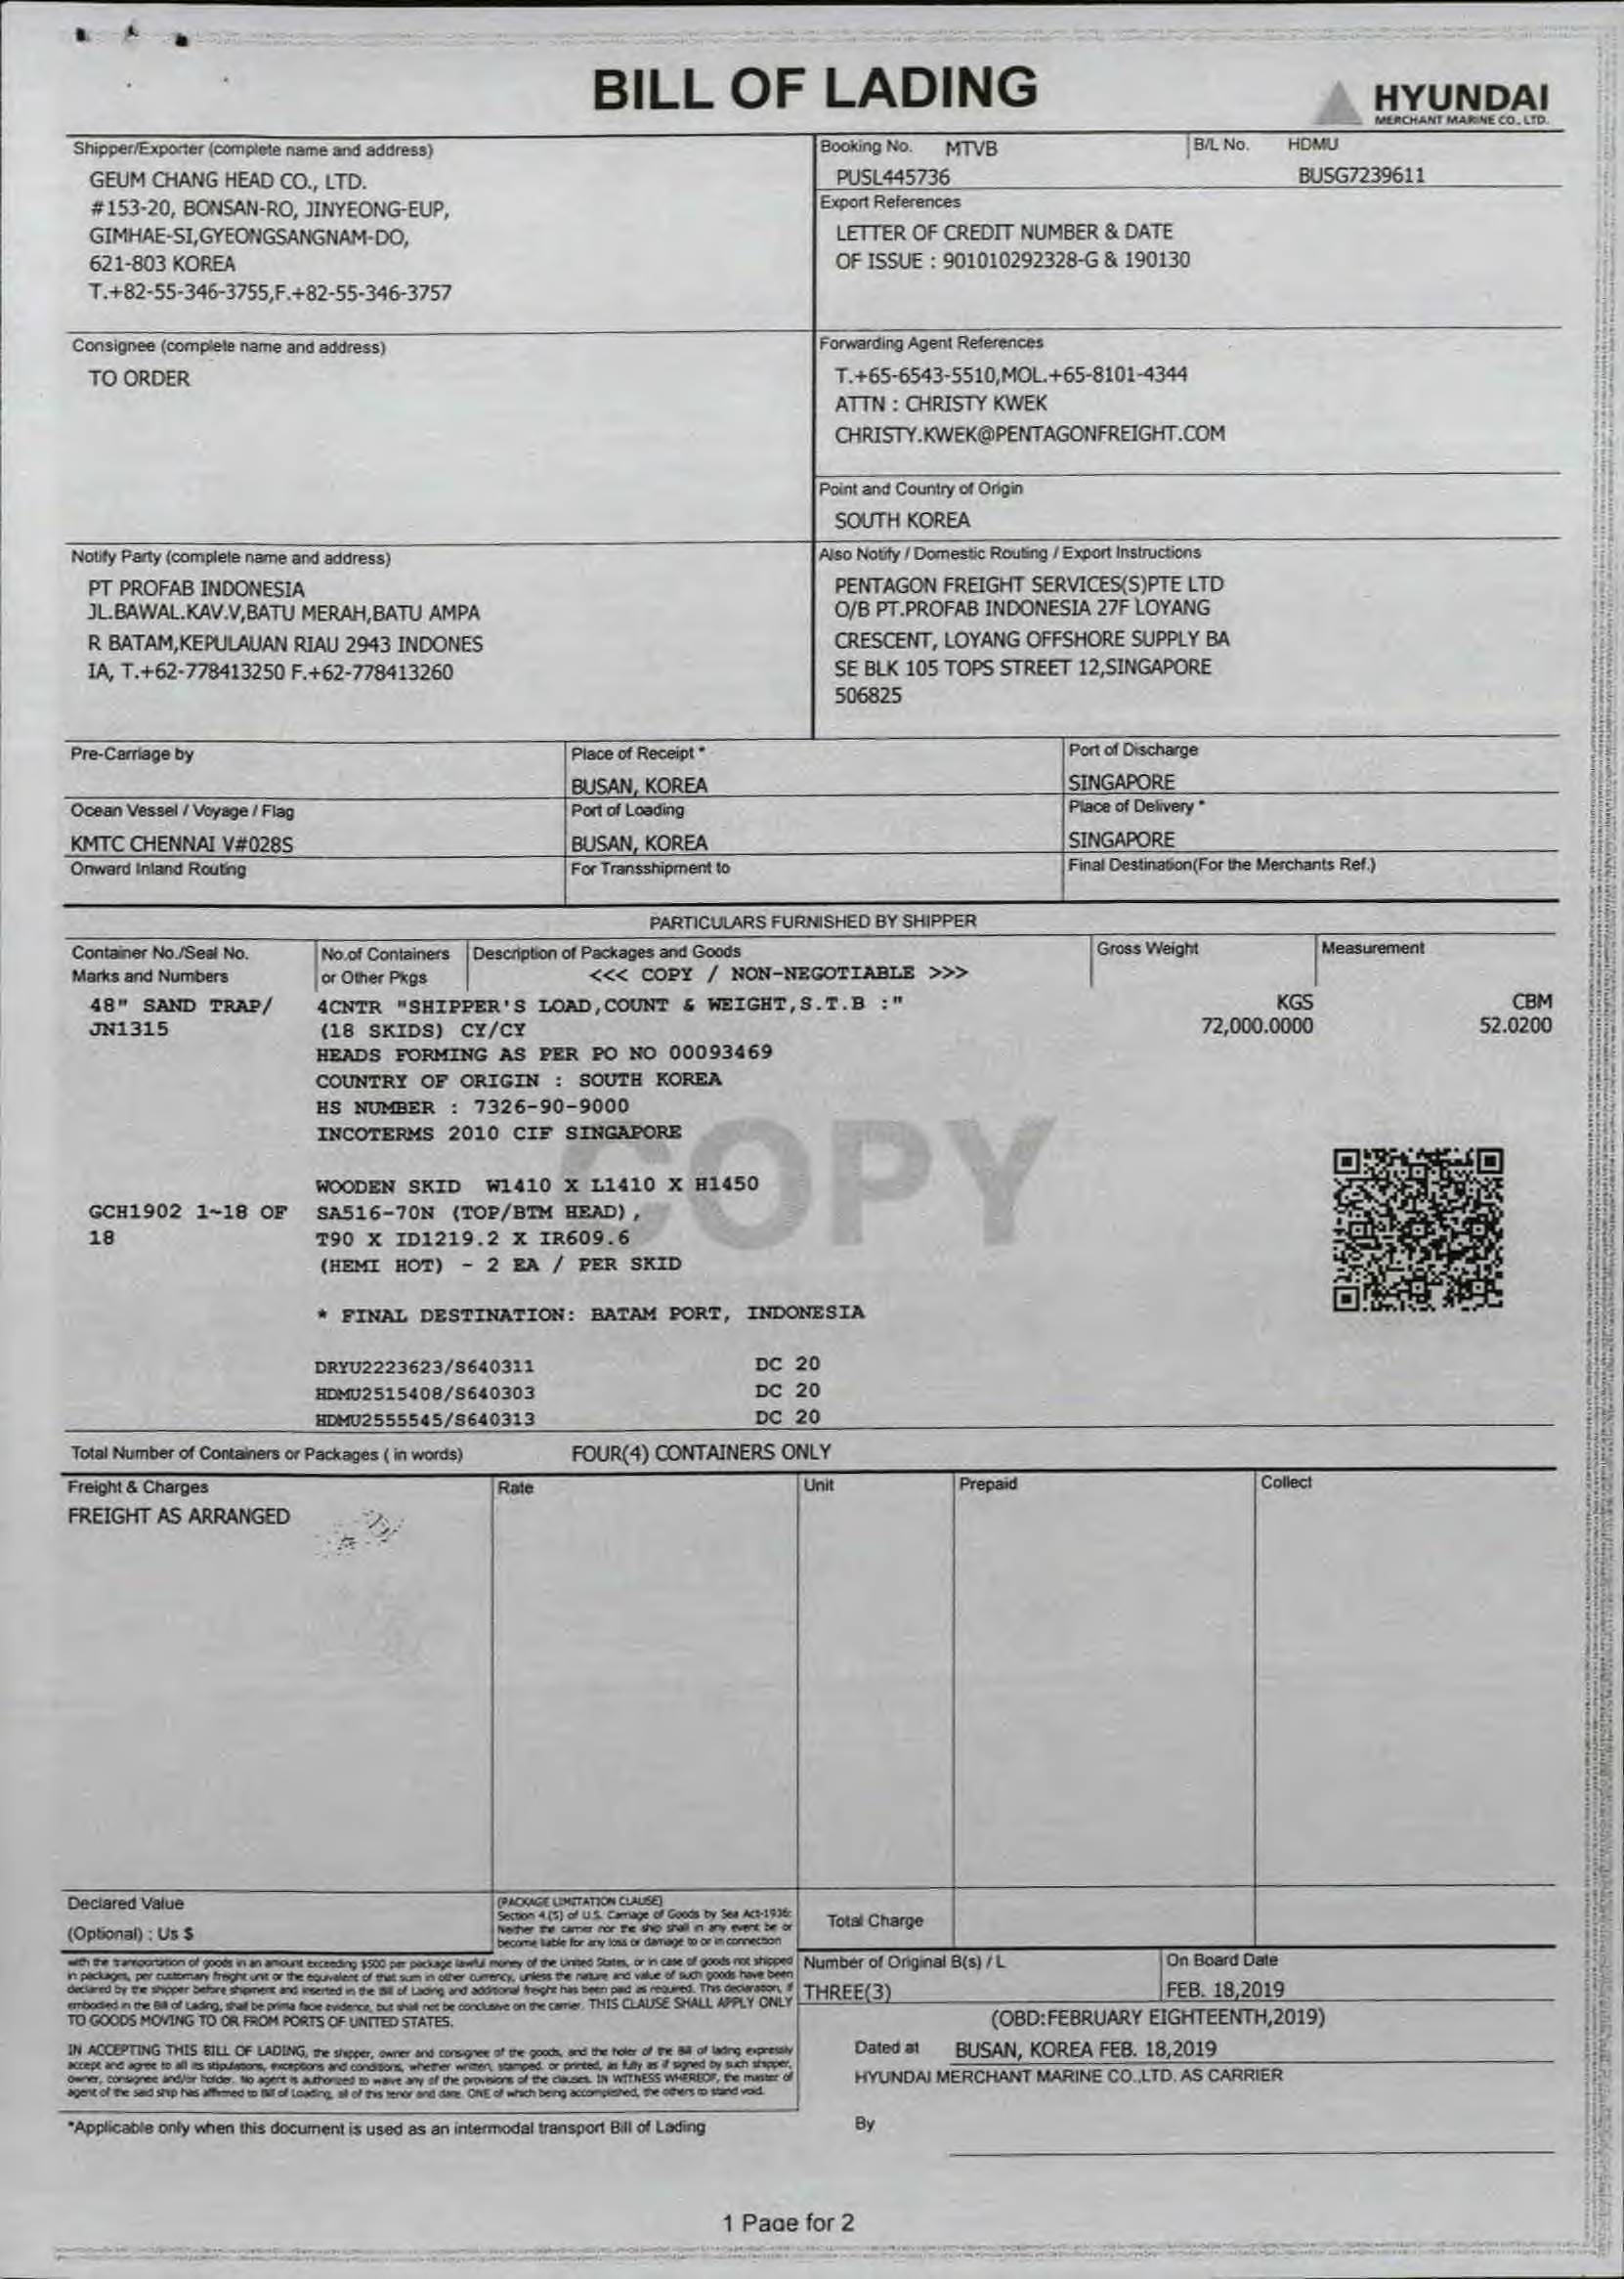 BILL OF LADING
HYUNDAI
MERCHANT MARINE CO., LTD.
Shipper/Exporter (complete name and address)
GEUM CHANG HEAD CO., LTD.
#153-20, BONSAN-RO, JINYEONG-EUP,
GIMHAE-SI,GYEONGSANGNAM-DO,
621-803 KOREA
T.+82-55-346-3755,F.+82-55-346-3757
Booking No. MTVB
PUSL445736
B/L No. HDMU
BUSG7239611
Export References
LETTER OF CREDIT NUMBER & DATE
OF ISSUE : 901010292328-G & 190130
Consignee (complete name and address)
TO ORDER
Forwarding Agent References
T.+65-6543-5510,MOL.+65-8101-4344
ATTN : CHRISTY KWEK
CHRISTY.KWEK@PENTAGONFREIGHT.COM
Point and Country of Origin
SOUTH KOREA
Notify Party (complete name and address)
PT PROFAB INDONESIA
JL.BAWAL.KAV.V,BATU MERAH,BATU AMPA
R BATAM,KEPULAUAN RIAU 2943 INDONES
IA, T.+62-778413250 F.+62-778413260
Also Notify / Domestic Routing / Export Instructions
PENTAGON FREIGHT SERVICES(S)PTE LTD
O/B PT.PROFAB INDONESIA 27F LOYANG
CRESCENT, LOYANG OFFSHORE SUPPLY BA
SE BLK 105 TOPS STREET 12,SINGAPORE
506825
Pre-Carriage by
Place of Receipt *
BUSAN, KOREA
Port of Discharge
SINGAPORE
Ocean Vessel / Voyage / Flag
KMTC CHENNAI V#028S
Port of Loading
BUSAN, KOREA
Place of Delivery *
SINGAPORE
Onward Inland Routing
For Transshipment to
Final Destination(For the Merchants Ref.)
PARTICULARS FURNISHED BY SHIPPER
Container No./Seal No.
Marks and Numbers
No.of Containers
or Other Pkgs
Description of Packages and Goods
<<< COPY / NON-NEGOTIABLE >>>
Gross Weight
Measurement
48" SAND TRAP/
JN1315
4CNTR "SHIPPER'S LOAD,COUNT & WEIGHT,S.T.B :"
(18 SKIDS) CY/CY
KGS
72,000.0000
CBM
52.0200
HEADS FORMING AS PER PO NO 00093469
COUNTRY OF ORIGIN : SOUTH KOREA
HS NUMBER : 7326-90-9000
INCOTERMS 2010 CIF SINGAPORE
COPY
WOODEN SKID W1410 X L1410 X H1450
GCH1902 1~18 OF
18
SA516-70N (TOP/BTM HEAD),
T90 X ID1219.2 X IR609.6
(HEMI HOT) - 2 EA / PER SKID
* FINAL DESTINATION: BATAM PORT, INDONESIA
DRYU2223623/S640311 DC 20
HDMU2515408/S640303 DC 20
HDMU2555545/S640313 DC 20
Total Number of Containers or Packages ( in words) FOUR(4) CONTAINERS ONLY
Freight & Charges
Rate
Unit
Prepaid
Collect
FREIGHT AS ARRANGED
Declared Value
(Optional) : Us $
(PACKAGE LIMITATION CLAUSE)
Section 4 (5) of U.S. Carriage of Goods by Sea Act-1936:
Neither the carrier nor the ship shall in any event be or
become liable for any loss or damage to or in connection
with the transportation of goods in an amount exceeding $500 per package lawful money of the United States, or in case of goods not shipped
in packages, per customary freight unit or the equivalent of that sum in other currency, unless the nature and value of such goods have been
declared by the shipper before shipment and inserted in the Bill of Lading and additional freight has been paid as required. This declaration, if
embodied in the Bill of Lading, shall be prima facie evidence, but shall not be conclusive on the carrier. THIS CLAUSE SHALL APPLY ONLY
TO GOODS MOVING TO OR FROM PORTS OF UNITED STATES.
IN ACCEPTING THIS BILL OF LADING, the shipper, owner and consignee of the goods, and the holer of the Bill of lading expressly
accept and agree to all its stipulations, exceptions and conditions, whether written, stamped, or printed, as fully as if signed by such shipper,
owner, consignee and/or holder. No agent is authorized to wave any of the provisions of the clauses. IN WITNESS WHEREOF, the master of
agent of the said ship has affirmed to Bill of Loading, all of this tenor and date. ONE of which being accomplished, the others to stand void.
*Applicable only when this document is used as an intermodal transport Bill of Lading
Total Charge
Number of Original B(s) / L
THREE(3)
On Board Date
FEB. 18,2019
(OBD:FEBRUARY EIGHTEENTH,2019)
Dated at BUSAN, KOREA FEB. 18,2019
HYUNDAI MERCHANT MARINE CO.,LTD. AS CARRIER
By
1 Page for 2